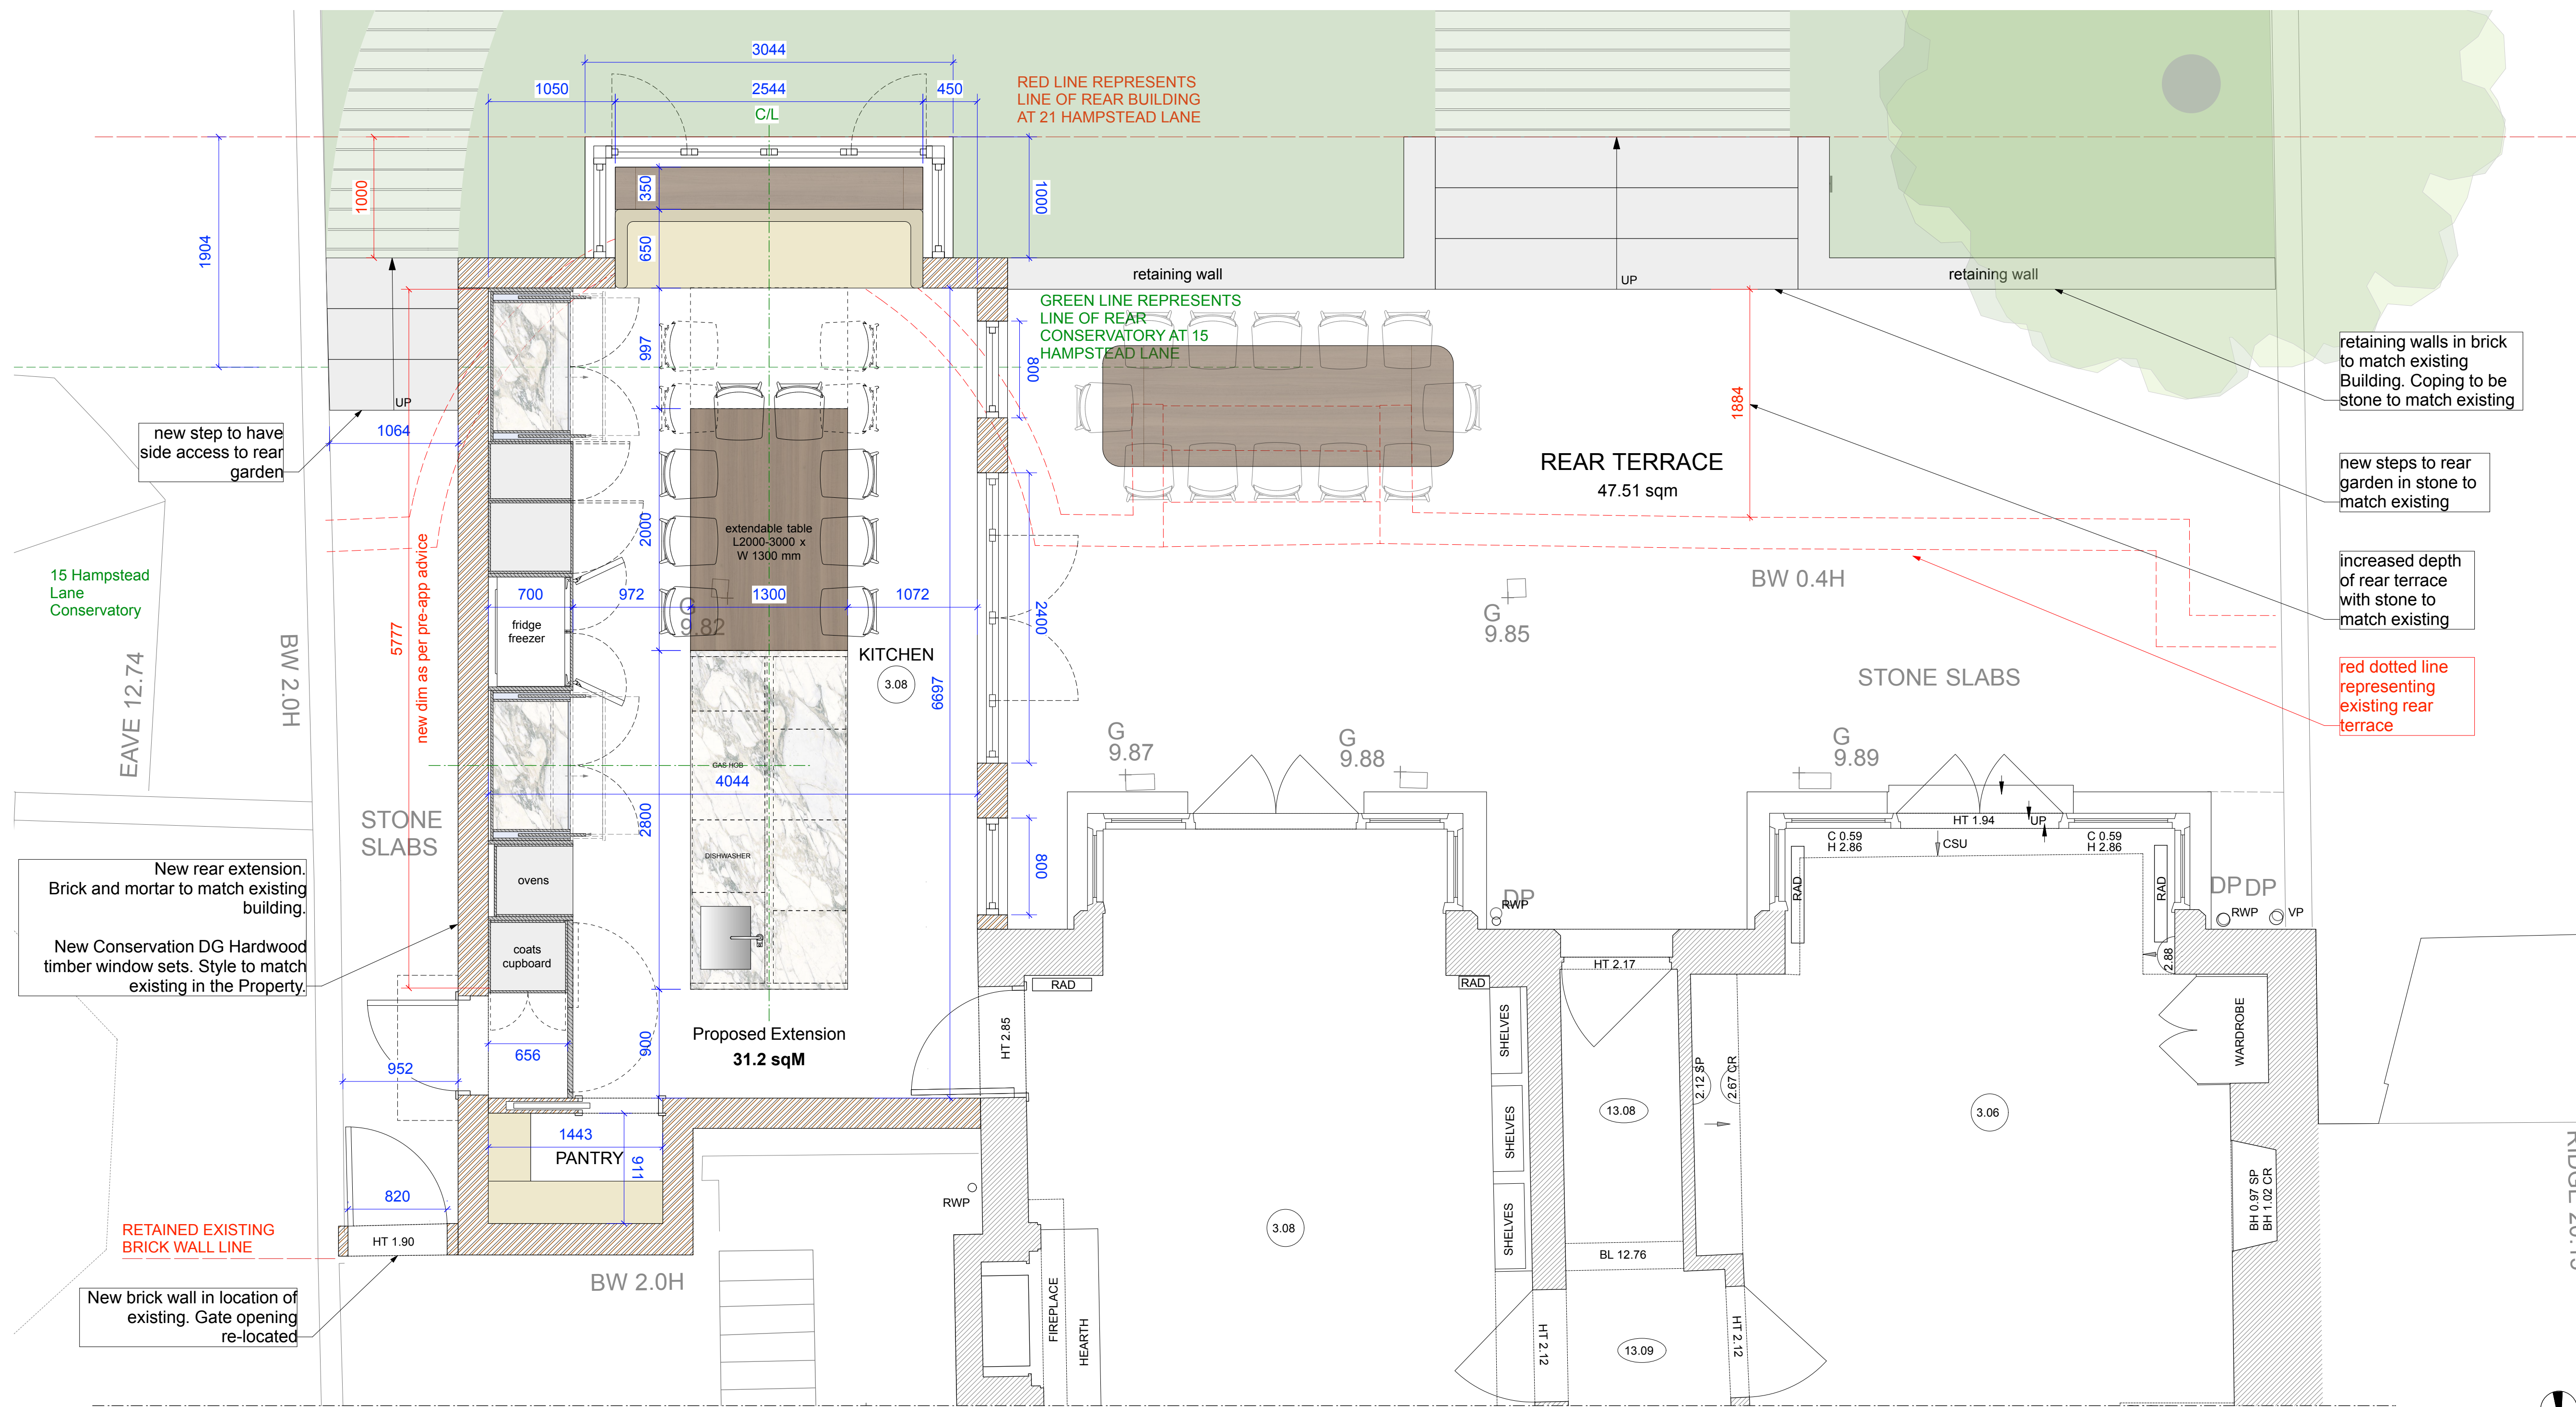 3044
1050
2544
450
C/L
RED LINE REPRESENTS
LINE OF REAR BUILDING
AT 21 HAMPSTEAD LANE
1000
1904
350
650
1000
retaining wall
UP
retaining wall
GREEN LINE REPRESENTS
LINE OF REAR
CONSERVATORY AT 15
HAMPSTEAD LANE
997
800
1884
retaining walls in brick
to match existing
Building. Coping to be
stone to match existing
UP
1064
new step to have
side access to rear
garden
REAR TERRACE
47.51 sqm
new steps to rear
garden in stone to
match existing
extendable table
L2000-3000 x
W 1300 mm
2000
new dim as per pre-app advice
5777
15 Hampstead
Lane
Conservatory
BW 0.4H
increased depth
of rear terrace
with stone to
match existing
700
972
1300
1072
2400
fridge
freezer
G
9.82
G
9.85
BW 2.0H
EAVE 12.74
KITCHEN
3.08
6697
STONE SLABS
red dotted line
representing
existing rear
terrace
G
9.87
G
9.88
G
9.89
GAS HOB
4044
2800
STONE
SLABS
DISHWASHER
800
HT 1.94
UP
C 0.59
H 2.86
CSU
C 0.59
H 2.86
RAD
RAD
New rear extension.
Brick and mortar to match existing
building.
New Conservation DG Hardwood
timber window sets. Style to match
existing in the Property.
ovens
DP
RWP
DP DP
RWP
VP
coats
cupboard
RAD
RAD
HT 2.17
2.88
Proposed Extension
31.2 sqM
900
HT 2.85
656
952
SHELVES
2.12 SP
2.67 CR
WARDROBE
13.08
3.06
1443
PANTRY
911
SHELVES
820
RWP
RETAINED EXISTING
BRICK WALL LINE
HT 1.90
3.08
SHELVES
BH 0.97 SP
BH 1.02 CR
BL 12.76
BW 2.0H
New brick wall in location of
existing. Gate opening
re-located
FIREPLACE
HEARTH
HT 2.12
13.09
HT 2.12